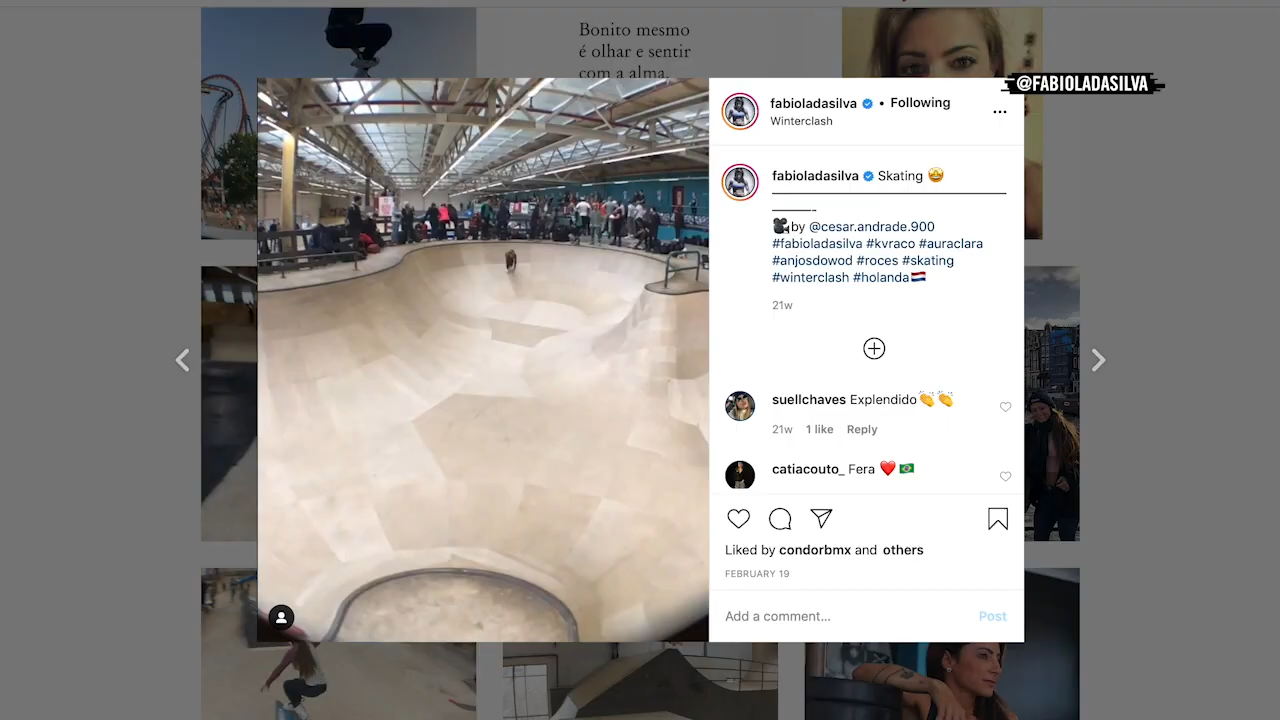 Bonito mesmo
é olhar e sentir
com a alma.
@FABIOLADASILVA
fabioladasilva • Following
Winterclash
fabioladasilva Skating 🤩
🎥by @cesar.andrade.900
#fabioladasilva #kvraco #auraclara
#anjosdowod #roces #skating
#winterclash #holanda🇳🇱
21w
suellchaves Explendido👏👏
21w 1 like Reply
catiacouto_ Fera ❤️🇧🇷
Liked by condorbmx and others
FEBRUARY 19
Add a comment... Post